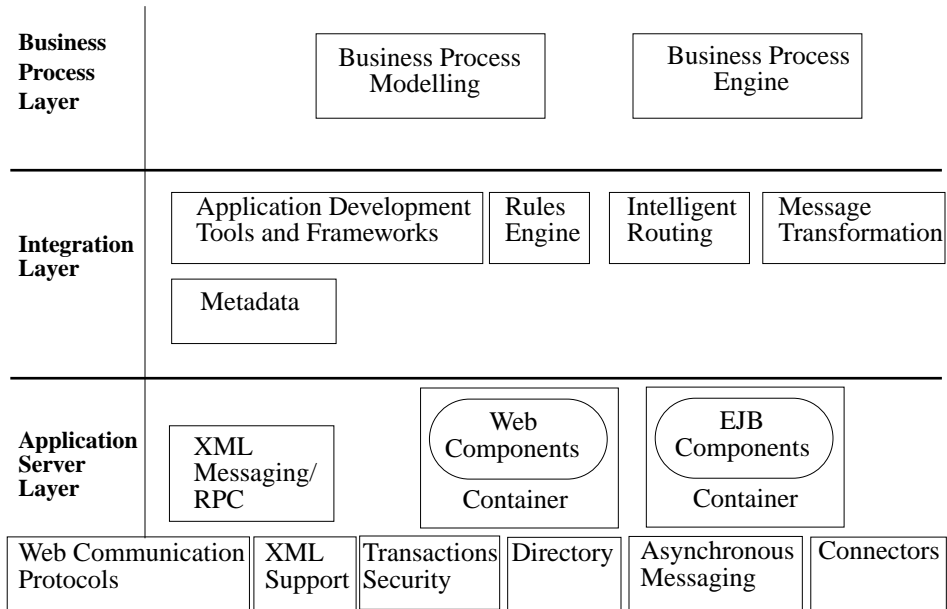 Business
Process
Layer
Business Process
Modelling
Business Process
Engine
Integration
Layer
Application Development
Tools and Frameworks
Rules
Engine
Intelligent
Routing
Message
Transformation
Metadata
Application
Server
Layer
XML
Messaging/
RPC
Web
Components
Container
EJB
Components
Container
Web Communication
Protocols
XML
Support
Transactions
Security
Directory
Asynchronous
Messaging
Connectors